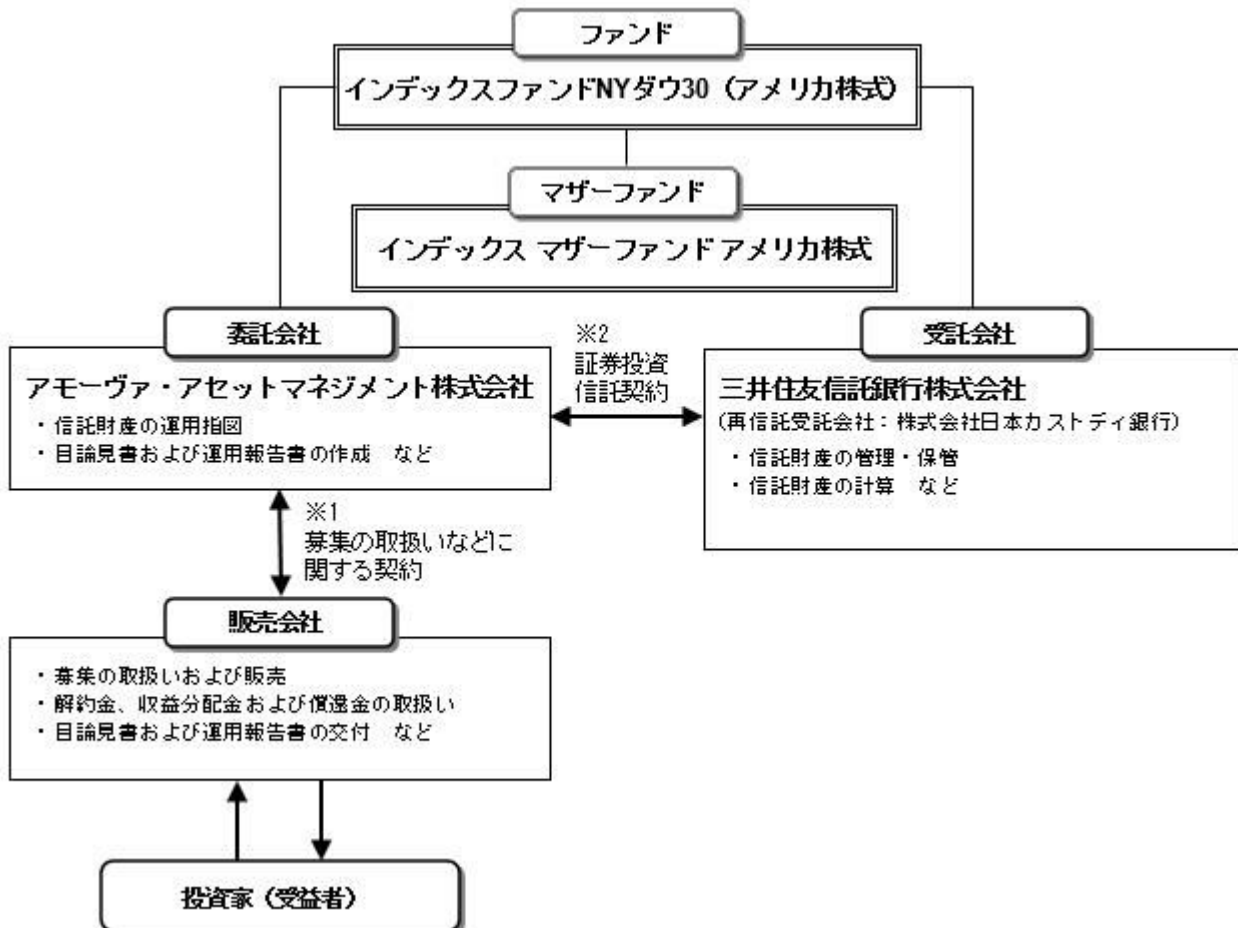 ファンド
インデックスファンドNYダウ30（アメリカ株式）
マザーファンド
インデックス マザーファンド アメリカ株式
委託会社
アモーヴァ・アセットマネジメント株式会社
・信託財産の運用指図
・目論見書および運用報告書の作成　など
※2
証券投資
信託契約
受託会社
三井住友信託銀行株式会社
(再信託受託会社：株式会社日本カストディ銀行)
・信託財産の管理・保管
・信託財産の計算　など
※1
募集の取扱いなどに
関する契約
販売会社
・募集の取扱いおよび販売
・解約金、収益分配金および償還金の取扱い
・目論見書および運用報告書の交付　など
投資家（受益者）